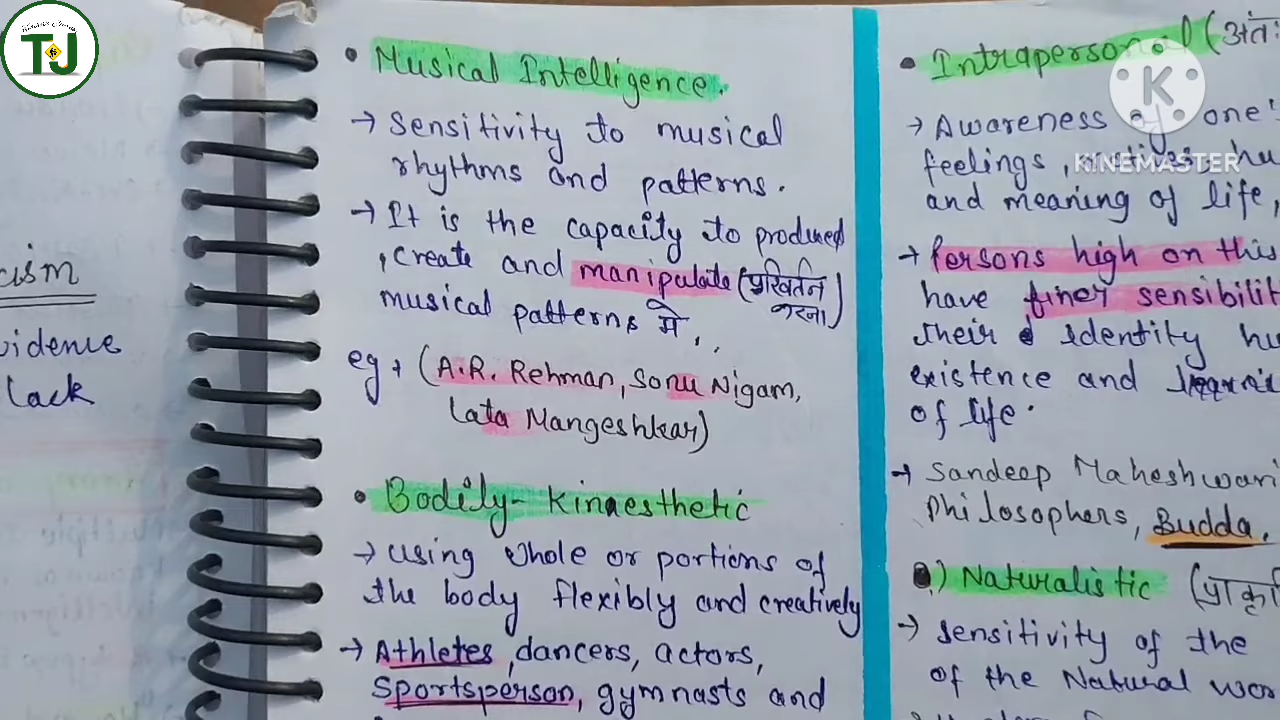 TJ
• Musical Intelligence.
→ Sensitivity to musical
rhythms and patterns.
→ It is the capacity to produced
, create and manipulate (परिवर्तन
करना)
musical patterns में,
eg → (A.R. Rehman, Sonu Nigam,
Lata Mangeshkar)
• Bodily-Kinaesthetic
→ using whole or portions of
the body flexibly and creatively
→ Athletes, dancers, actors,
Sportsperson, gymnasts and
• Intrapersonal (अंतः
→ Awareness of one's
feelings,
and meaning of life,
→ Persons high on this
have finer sensibilit
their Identity hu
existence and
of life.
→ Sandeep Maheshwari
Philosophers, Budda.
) Naturalistic (प्राकृ
→ Sensitivity of the
of the Natural wor
K
KINEMASTER
cism
vidence
lack